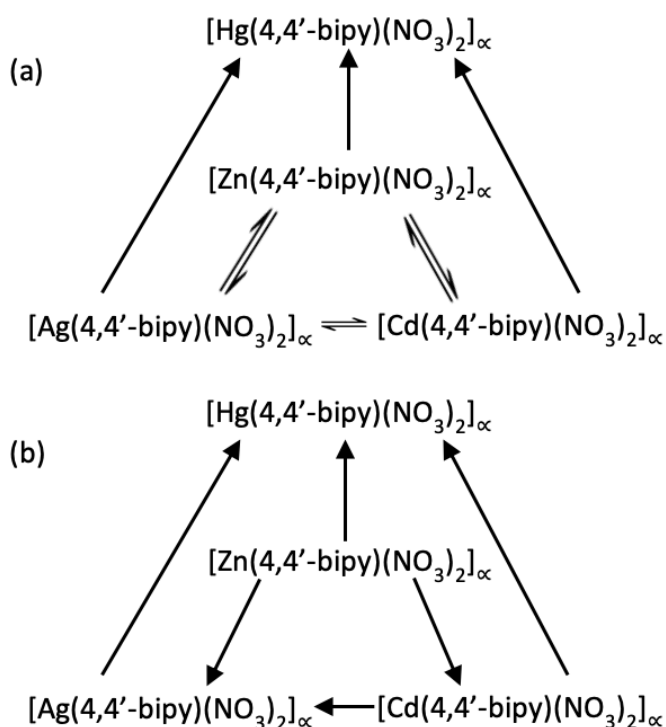 [Hg(4,4’-bipy)(NO₃)₂]∝
(a)
[Zn(4,4’-bipy)(NO₃)₂]∝
[Ag(4,4’-bipy)(NO₃)₂]∝ [Cd(4,4’-bipy)(NO₃)₂]∝
[Hg(4,4’-bipy)(NO₃)₂]∝
(b)
[Zn(4,4’-bipy)(NO₃)₂]∝
[Ag(4,4’-bipy)(NO₃)₂]∝ [Cd(4,4’-bipy)(NO₃)₂]∝